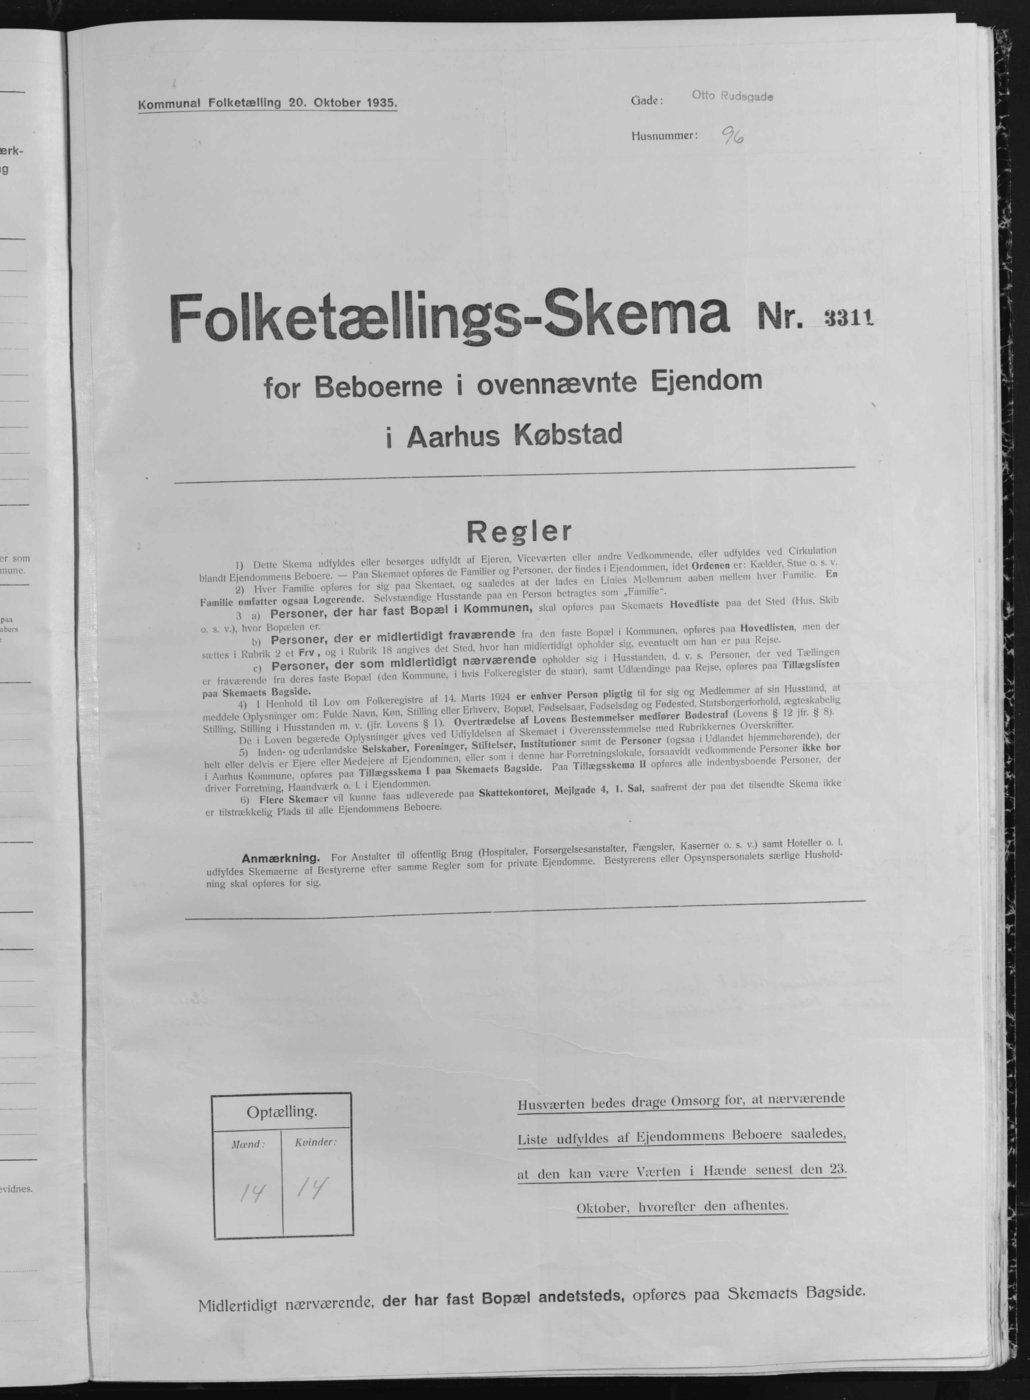 Kommunal Folketælling 20. Oktober 1935.
Gade: Otto Rudsgade
Husnummer: 96
Folketællings-Skema Nr. 3311
for Beboerne i ovennævnte Ejendom
i Aarhus Købstad
Regler
1) Dette Skema udfyldes eller besørges udfyldt af Ejeren, Viceværten eller andre Vedkommende, eller udfyldes ved Cirkulation
blandt Ejendommens Beboere. — Paa Skemaet opføres de Familier og Personer, der findes i Ejendommen, idet Ordenen er: Kælder, Stue o. s. v.
2) Hver Familie opføres for sig paa Skemaet, og saaledes at der lades en Linies Mellemrum aaben mellem hver Familie. En
Familie omfatter ogsaa Logerende. Selvstændige Husstande paa en Person betragtes som „Familie".
3 a) Personer, der har fast Bopæl i Kommunen, skal opføres paa Skemaets Hovedliste paa det Sted (Hus, Skib
o. s. v.), hvor Bopælen er.
b) Personer, der er midlertidigt fraværende fra den faste Bopæl i Kommunen, opføres paa Hovedlisten, men der
sættes i Rubrik 2 et Frv., og i Rubrik 18 angives det Sted, hvor han midlertidigt opholder sig, eventuelt om han er paa Rejse.
c) Personer, der som midlertidigt nærværende opholder sig i Husstanden, d. v. s. Personer, der ved Tællingen
er fraværende fra deres faste Bopæl (den Kommune, i hvis Folkeregister de staar), samt Udlændinge paa Rejse, opføres paa Tillægslisten
paa Skemaets Bagside.
4) I Henhold til Lov om Folkeregistre af 14. Marts 1924 er enhver Person pligtig til for sig og Medlemmer af sin Husstand, at
meddele Oplysninger om: Fulde Navn, Køn, Stilling eller Erhverv, Bopæl, Fødselsaar, Fødselsdag og Fødested, Statsborgerforhold, ægteskabelig
Stilling, Stilling i Husstanden m. v. (jfr. Lovens § 1). Overtrædelse af Lovens Bestemmelser medfører Bødestraf (Lovens § 12 jfr. § 8).
De i Loven begærede Oplysninger gives ved Udfyldelsen af Skemaet i Overensstemmelse med Rubrikkernes Overskrifter.
5) Inden- og udenlandske Selskaber, Foreninger, Stiftelser, Institutioner samt de Personer (ogsaa i Udlandet hjemmehørende), der
helt eller delvis er Ejere eller Medejere af Ejendommen, eller som i denne har Forretningslokale, forsaavidt vedkommende Personer ikke bor
i Aarhus Kommune, opføres paa Tillægsskema I paa Skemaets Bagside. Paa Tillægsskema II opføres alle indenbysboende Personer, der
driver Forretning, Haandværk o. l. i Ejendommen.
6) Flere Skemaer vil kunne faas udleverede paa Skattekontoret, Mejlgade 4, 1. Sal, saafremt der paa det tilsendte Skema ikke
er tilstrækkelig Plads til alle Ejendommens Beboere.
Anmærkning. For Anstalter til offentlig Brug (Hospitaler, Forsørgelsesanstalter, Fængsler, Kaserner o. s. v.) samt Hoteller o. l.
udfyldes Skemaerne af Bestyrerne efter samme Regler som for private Ejendomme. Bestyrerens eller Opsynspersonalets særlige Hushold-
ning skal opføres for sig.
Optælling.
Mænd: Kvinder:
14 14
Husværten bedes drage Omsorg for, at nærværende
Liste udfyldes af Ejendommens Beboere saaledes,
at den kan være Værten i Hænde senest den 23.
Oktober, hvorefter den afhentes.
Midlertidigt nærværende, der har fast Bopæl andetsteds, opføres paa Skemaets Bagside.